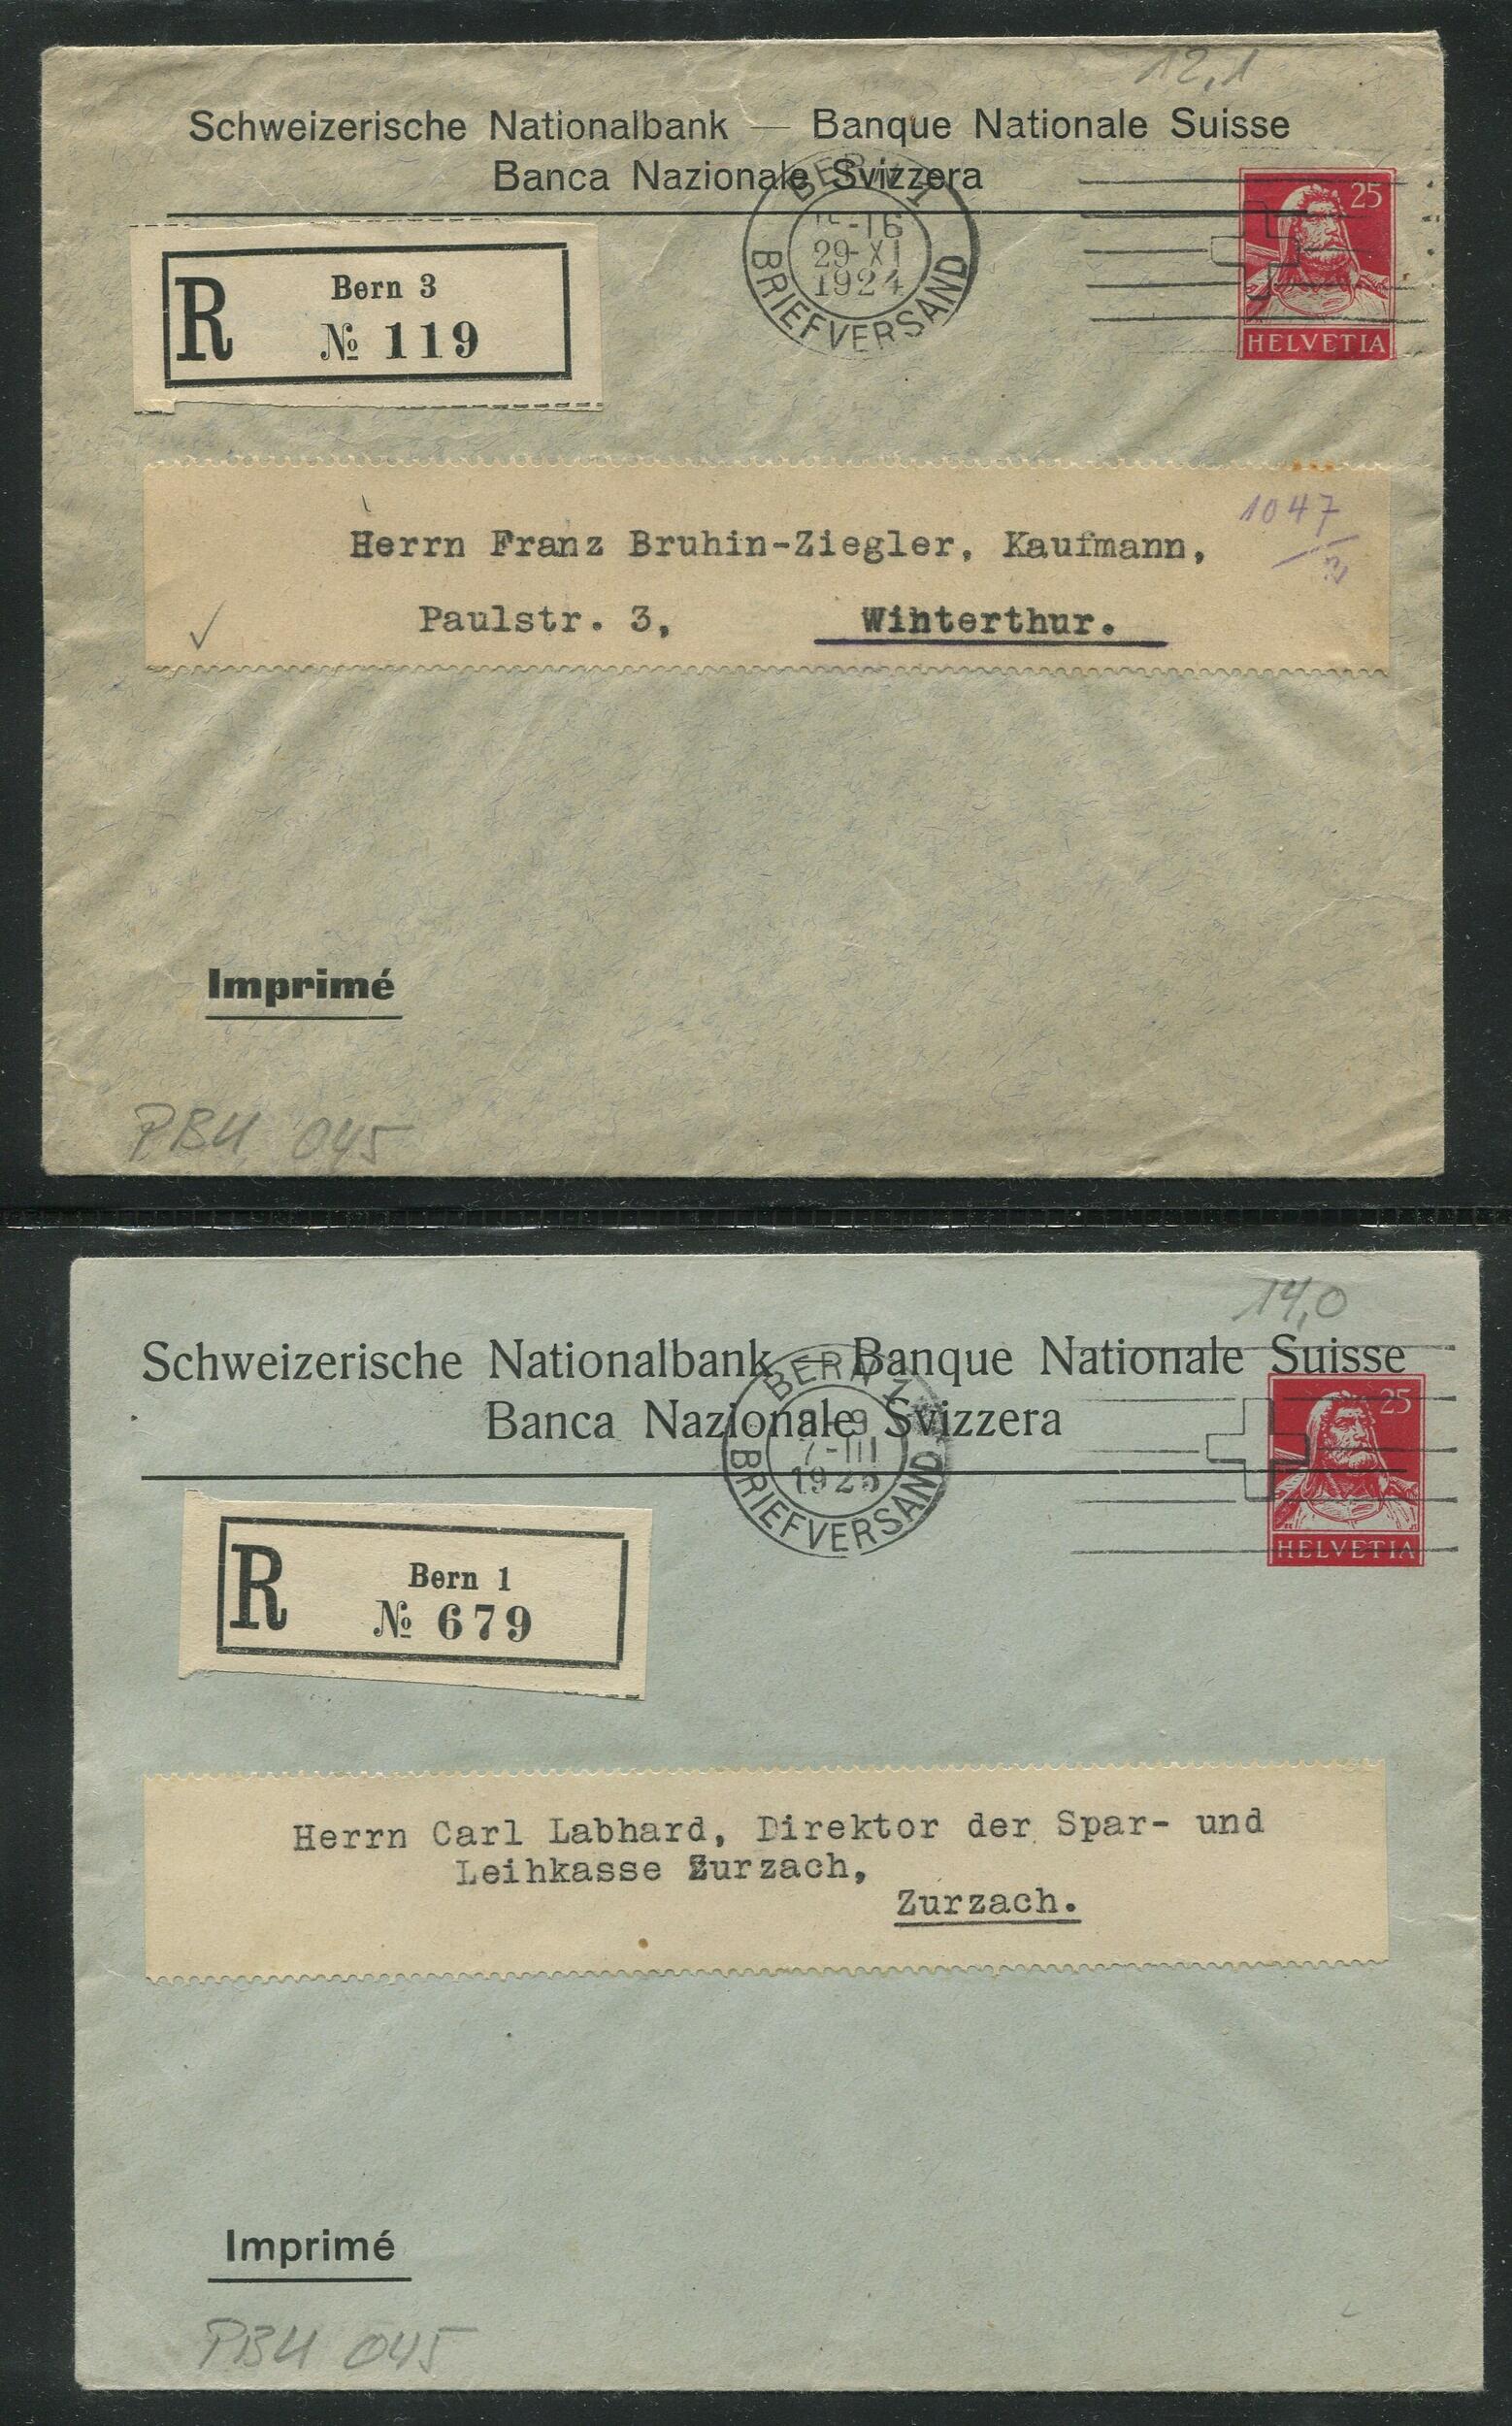 12,1
Schweizerische Nationalbank — Banque Nationale Suisse
Banca Nazionale Svizzera
BERN 1
-16
29-XI
1924
BRIEFVERSAND
25
HELVETIA
R
Bern 3
№ 119
1047
Herrn Franz Bruhin-Ziegler, Kaufmann,
Paulstr. 3, Winterthur.
Imprimé
PBU 045
14,0
Schweizerische Nationalbank — Banque Nationale Suisse
Banca Nazionale Svizzera
BERN 1
-9
7-III
1925
BRIEFVERSAND
25
HELVETIA
R
Bern 1
№ 679
Herrn Carl Labhard, Direktor der Spar- und
Leihkasse Zurzach,
Zurzach.
Imprimé
PBU 045